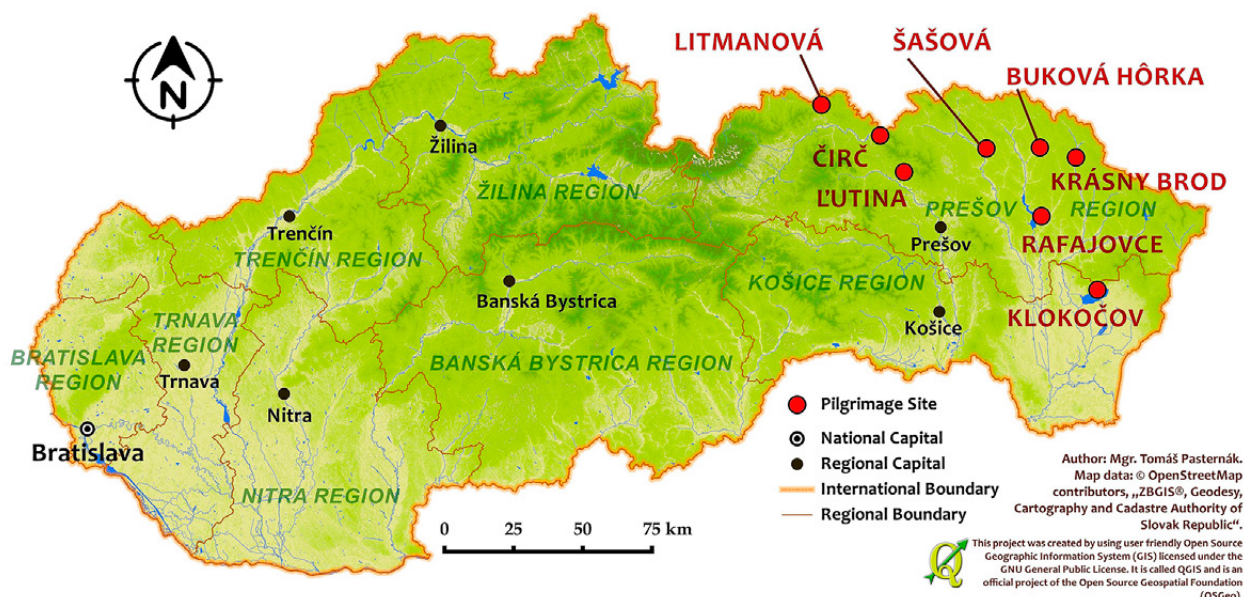 N
LITMANOVÁ
ŠAŠOVÁ
BUKOVÁ HÔRKA
Žilina
ČIRČ
ĽUTINA
KRÁSNY BROD
ŽILINA REGION
PREŠOV REGION
Trenčín
Prešov
RAFAJOVCE
TRENČÍN REGION
KOŠICE REGION
Banská Bystrica
KLOKOČOV
TRNAVA
REGION
Košice
BRATISLAVA
REGION
BANSKÁ BYSTRICA REGION
Trnava
Nitra
Bratislava
NITRA REGION
Pilgrimage Site
National Capital
Regional Capital
International Boundary
Regional Boundary
0 25 50 75 km
Author: Mgr. Tomáš Pasternák.
Map data: © OpenStreetMap
contributors, „ZBGIS®, Geodesy,
Cartography and Cadastre Authority of
Slovak Republic“.
This project was created by using user friendly Open Source
Geographic Information System (GIS) licensed under the
GNU General Public License. It is called QGIS and is an
official project of the Open Source Geospatial Foundation
(OSGeo).